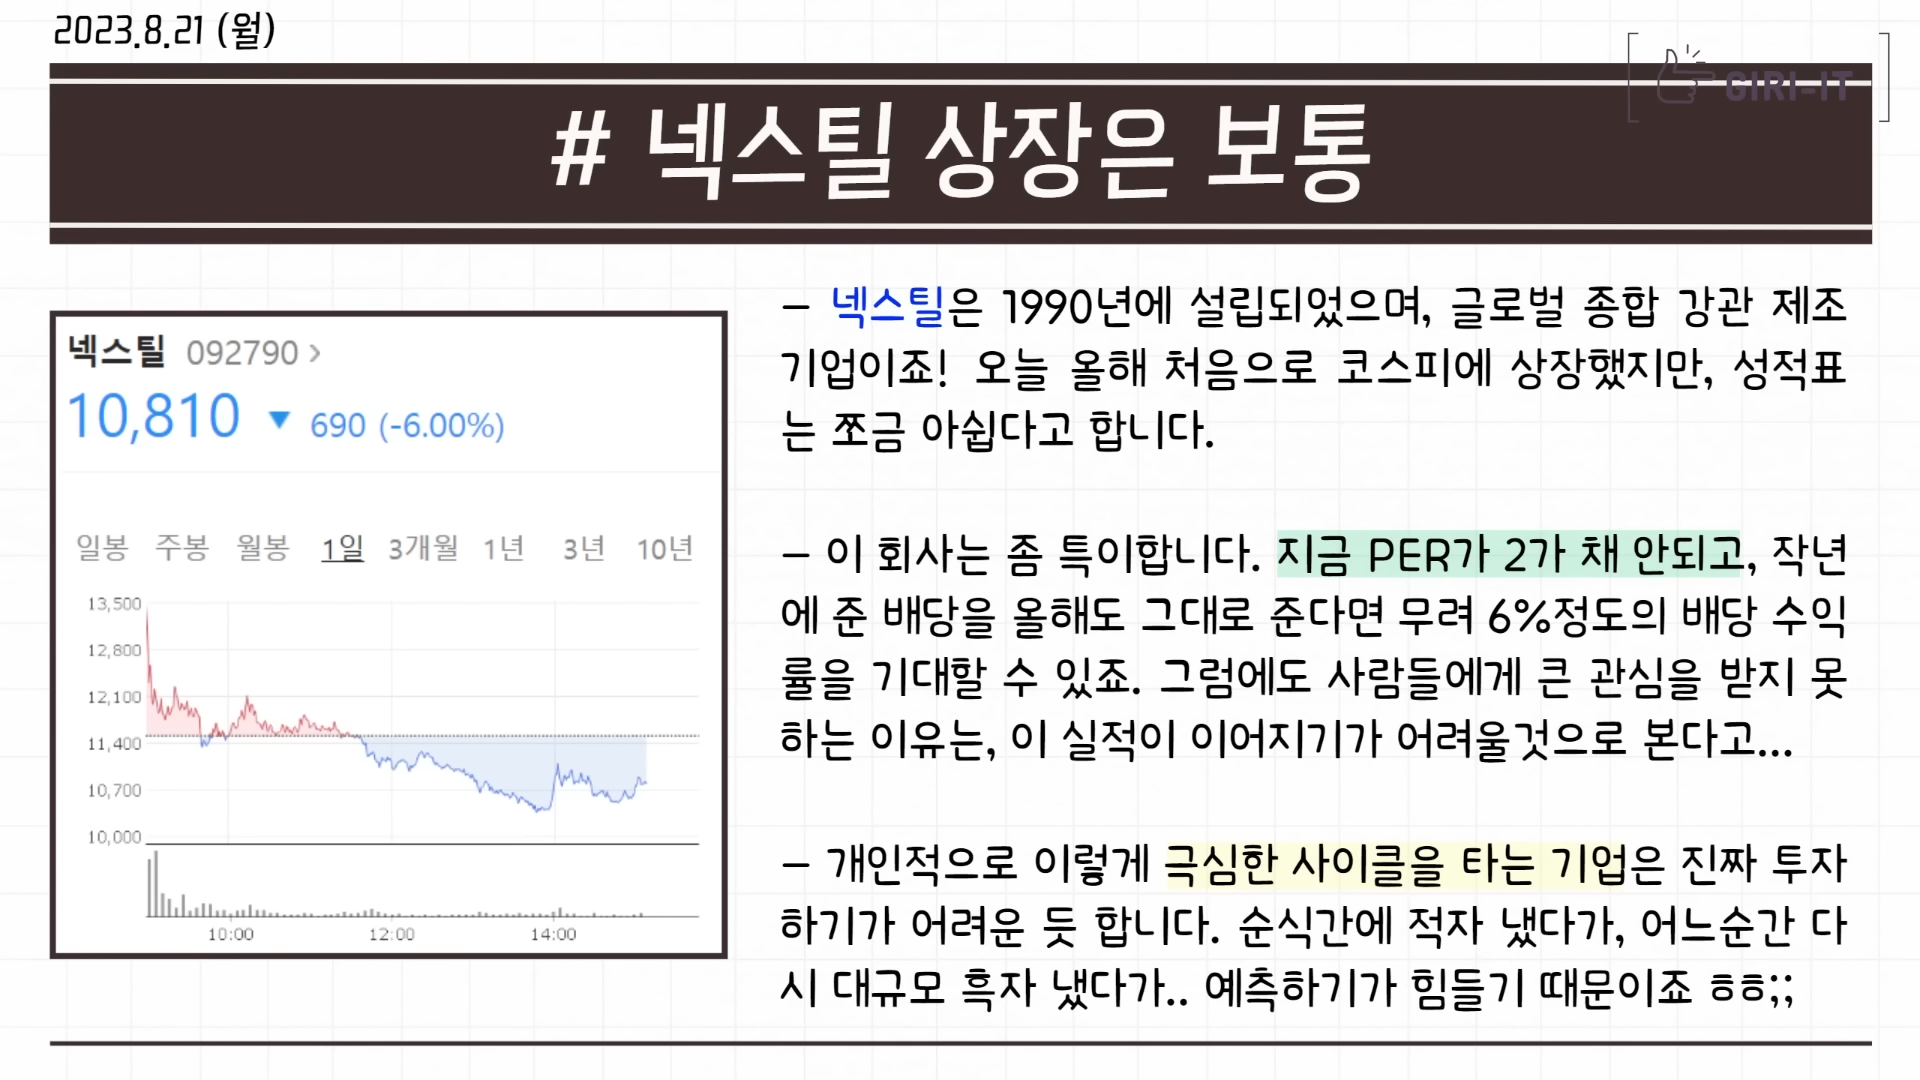 2023.8.21 (월)
GIRI-IT
# 넥스틸 상장은 보통
넥스틸 092790 >
10,810 ▼ 690 (-6.00%)
일봉 주봉 월봉 1일 3개월 1년 3년 10년
13,500
12,800
12,100
11,400
10,700
10,000
10:00 12:00 14:00
– 넥스틸은 1990년에 설립되었으며, 글로벌 종합 강관 제조
기업이죠! 오늘 올해 처음으로 코스피에 상장했지만, 성적표
는 쪼금 아쉽다고 합니다.
– 이 회사는 좀 특이합니다. 지금 PER가 2가 채 안되고, 작년
에 준 배당을 올해도 그대로 준다면 무려 6%정도의 배당 수익
률을 기대할 수 있죠. 그럼에도 사람들에게 큰 관심을 받지 못
하는 이유는, 이 실적이 이어지기가 어려울것으로 본다고...
– 개인적으로 이렇게 극심한 사이클을 타는 기업은 진짜 투자
하기가 어려운 듯 합니다. 순식간에 적자 냈다가, 어느순간 다
시 대규모 흑자 냈다가.. 예측하기가 힘들기 때문이죠 ㅎㅎ;;